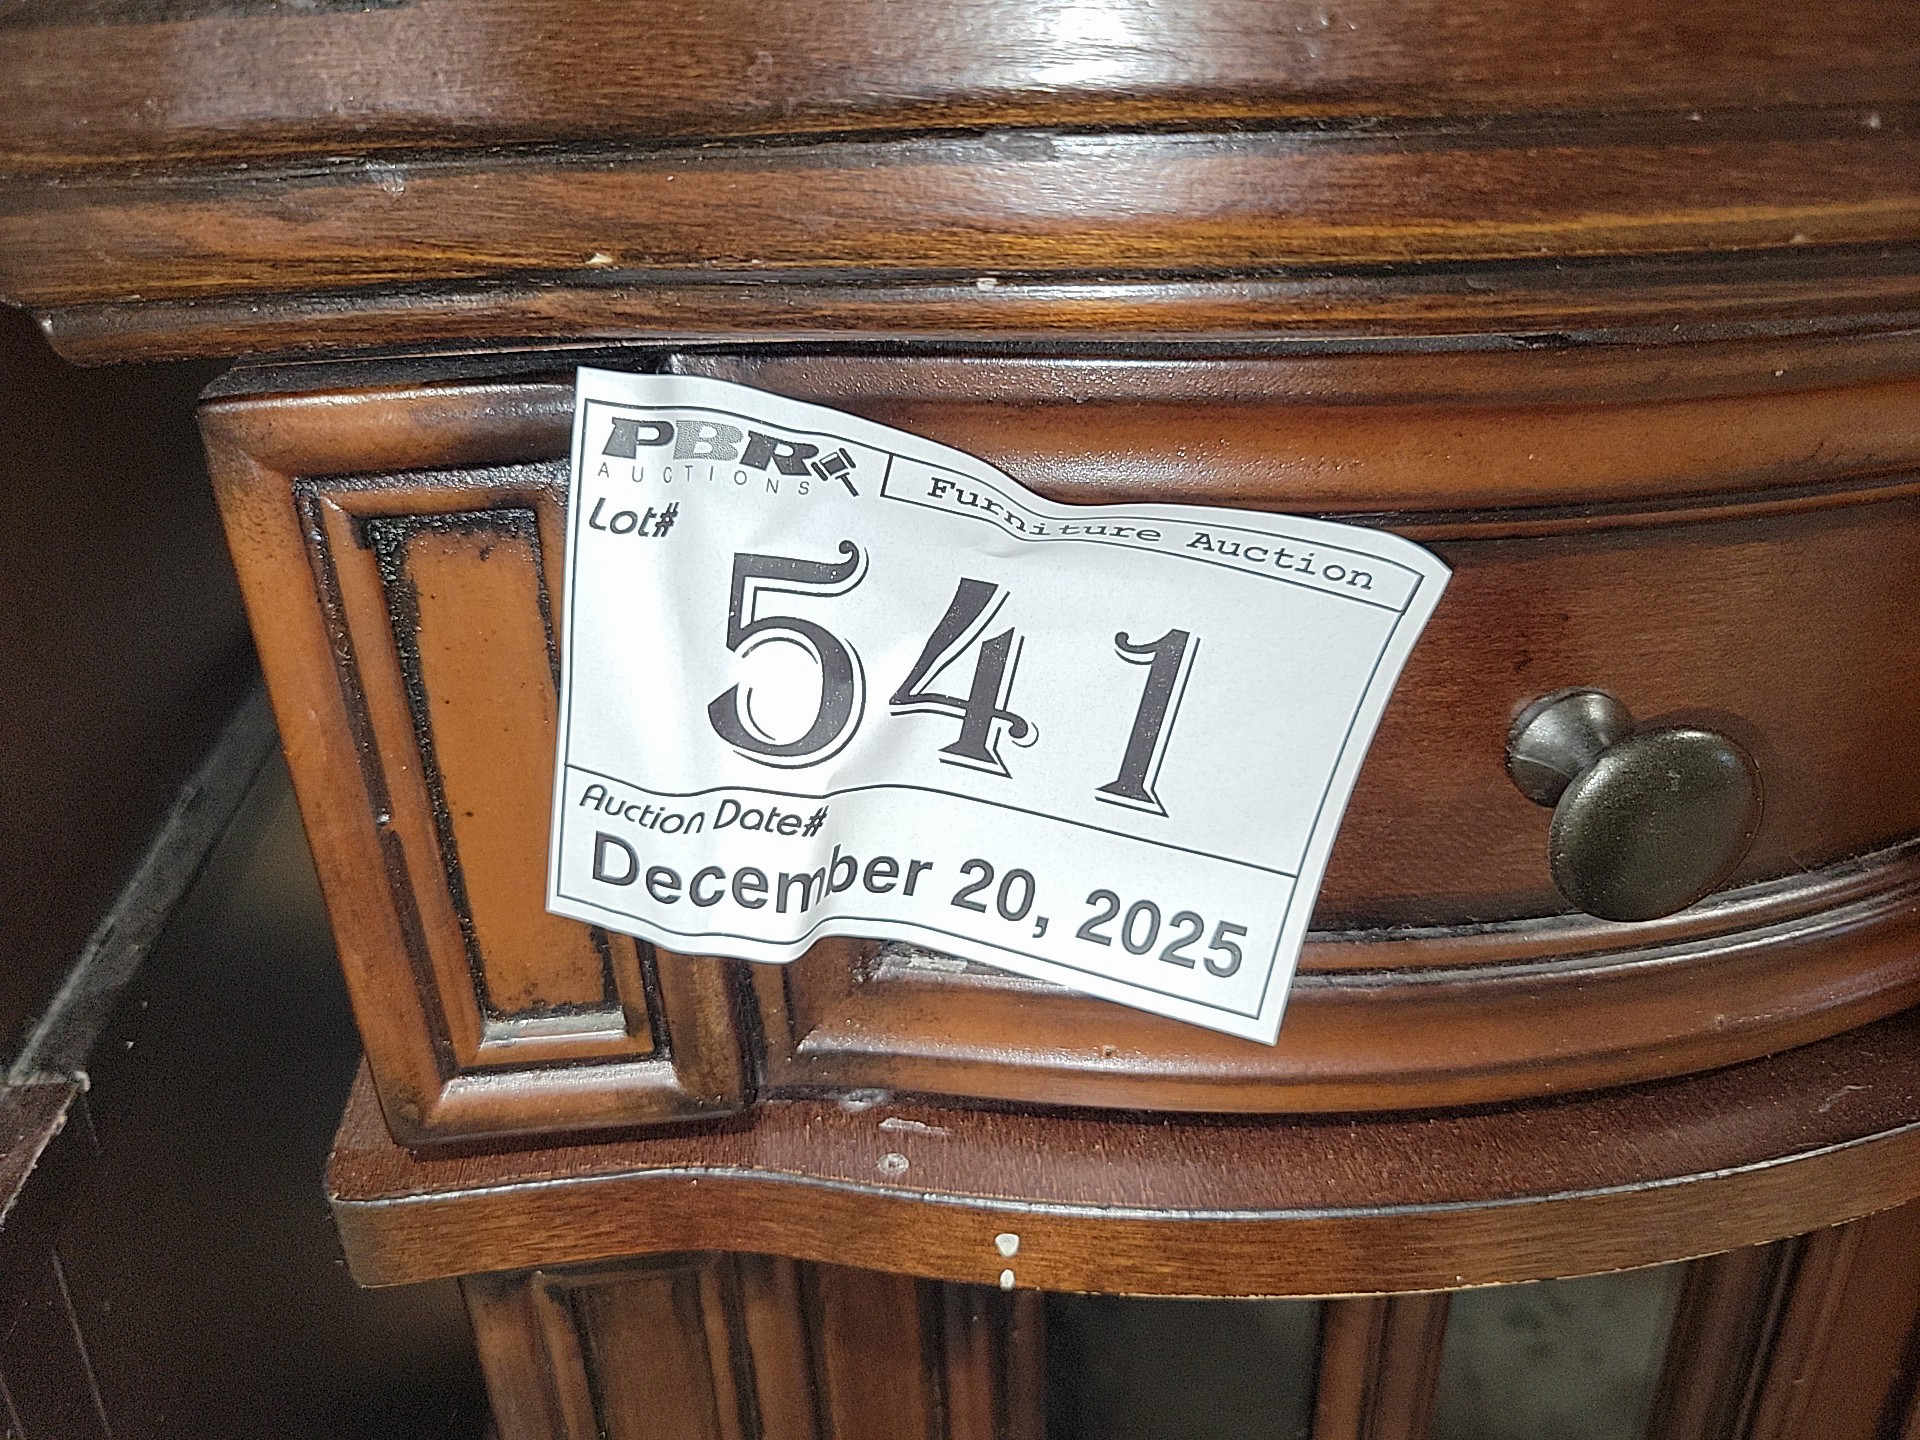 PBR
AUCTIONS
Furniture Auction
Lot#
541
Auction Date#
December 20, 2025